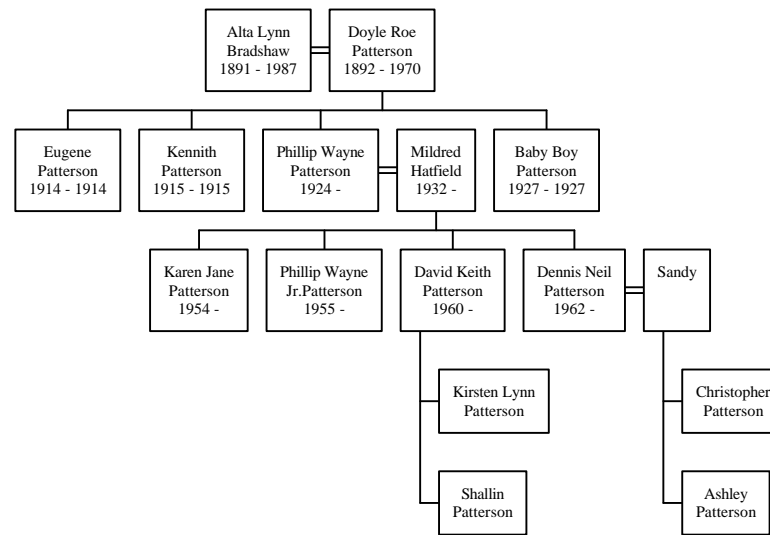 Alta Lynn
Bradshaw
1891 - 1987
Doyle Roe
Patterson
1892 - 1970
Eugene
Patterson
1914 - 1914
Kennith
Patterson
1915 - 1915
Phillip Wayne
Patterson
1924 -
Mildred
Hatfield
1932 -
Baby Boy
Patterson
1927 - 1927
Karen Jane
Patterson
1954 -
Phillip Wayne
Jr.Patterson
1955 -
David Keith
Patterson
1960 -
Dennis Neil
Patterson
1962 -
Sandy
Kirsten Lynn
Patterson
Christopher
Patterson
Shallin
Patterson
Ashley
Patterson